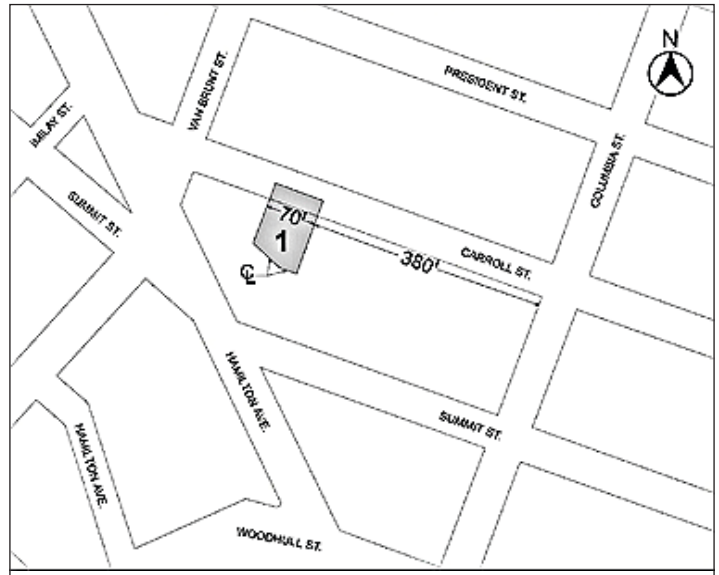 N
PRESIDENT ST.
VAN BRUNT ST.
IMLAY ST.
COLUMBIA ST.
SUMMIT ST.
70'
1
CARROLL ST.
380'
CL
HAMILTON AVE.
SUMMIT ST.
HAMILTON AVE.
WOODHULL ST.